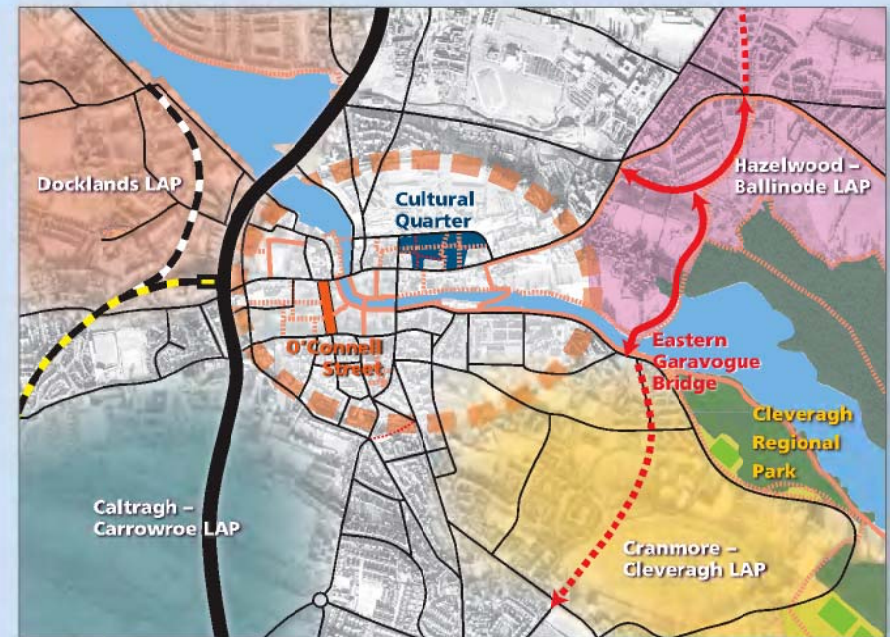 Docklands LAP
Cultural
Quarter
Hazelwood –
Ballinode LAP
O'Connell
Street
Eastern
Garavogue
Bridge
Cleveragh
Regional
Park
Caltragh –
Carrowroe LAP
Cranmore –
Cleveragh LAP